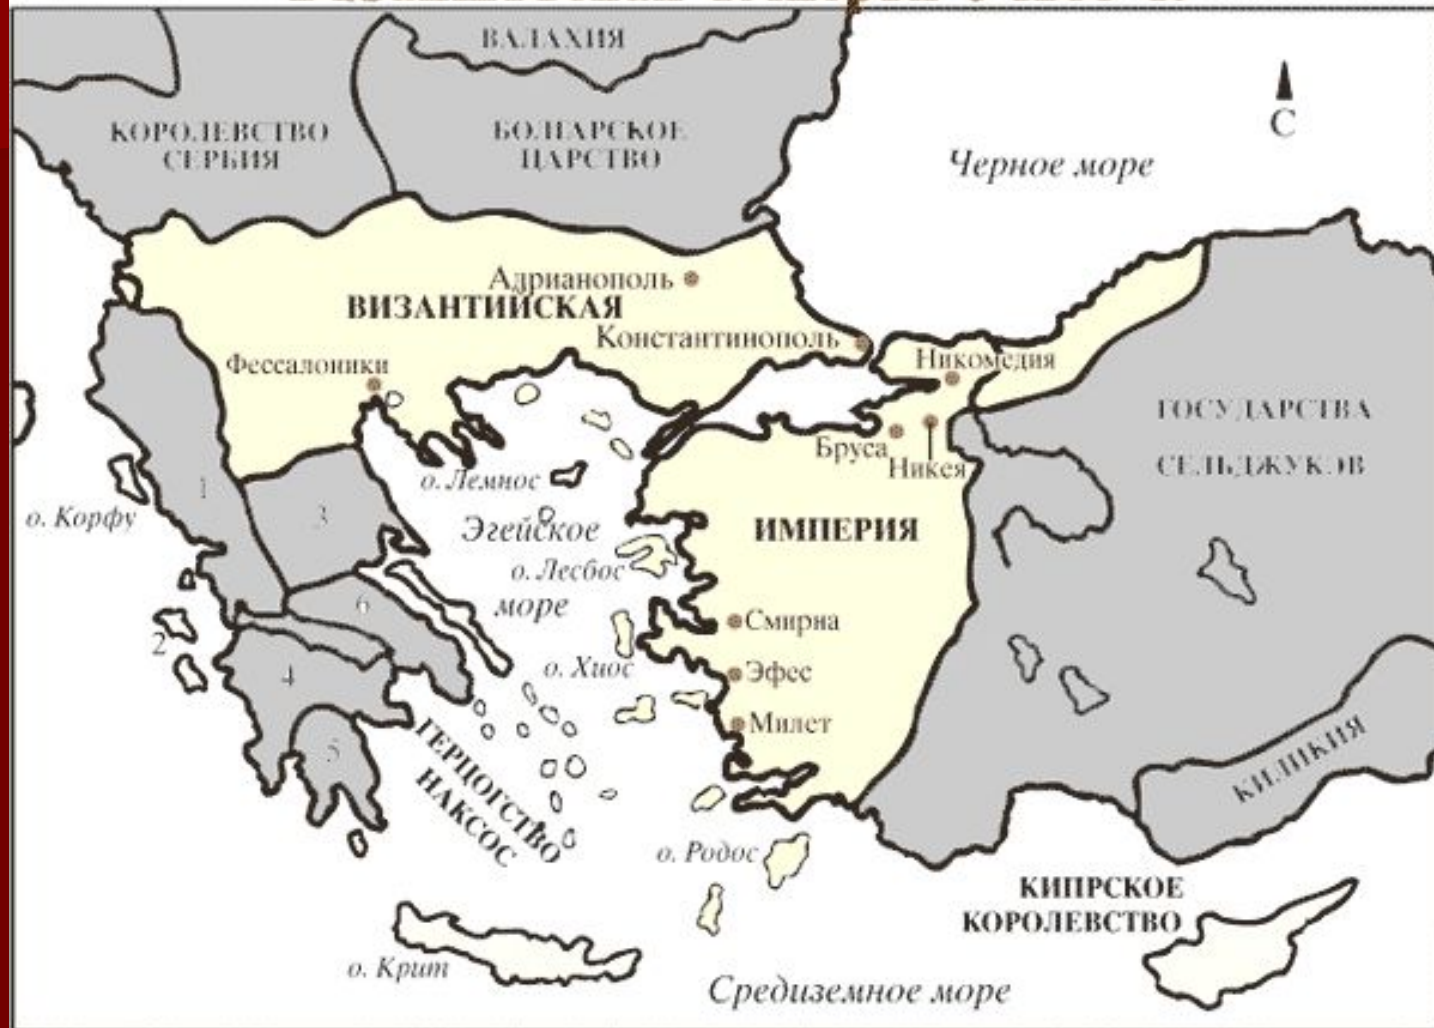 ВАЛАХИЯ
КОРОЛЕВСТВО
СЕРБИЯ
БОЛГАРСКОЕ
ЦАРСТВО
С
Черное море
Адрианополь
ВИЗАНТИЙСКАЯ
Константинополь
Фессалоники
Никомедия
ГОСУДАРСТВА
СЕЛЬДЖУКОВ
Бруса
Никея
о. Лемнос
1
3
о. Корфу
Эгейское
ИМПЕРИЯ
о. Лесбос
6
море
Смирна
2
о. Хиос
4
Эфес
Милет
5
ГЕРЦОГСТВО
НАКСОС
КИЛИКИЯ
о. Родос
КИПРСКОЕ
КОРОЛЕВСТВО
о. Крит
Средиземное море